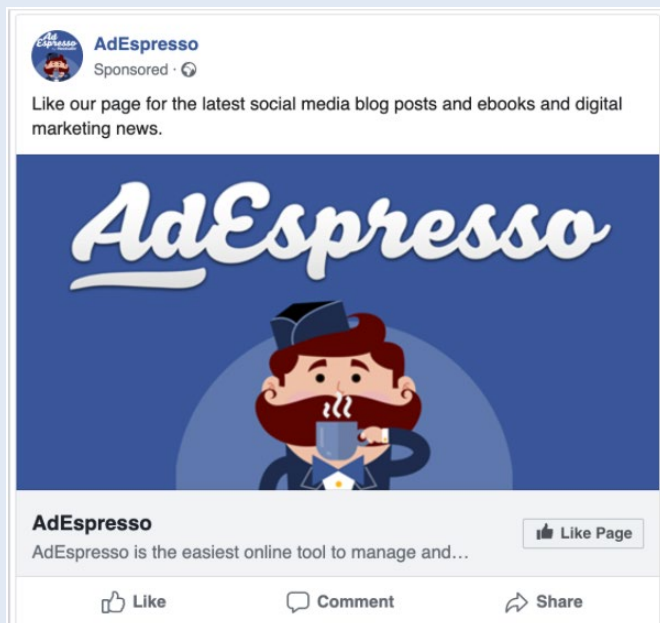 AdEspresso
AdEspresso
Sponsored ·
Like our page for the latest social media blog posts and ebooks and digital
marketing news.
AdEspresso
AdEspresso
Like Page
AdEspresso is the easiest online tool to manage and...
Like
Comment
Share